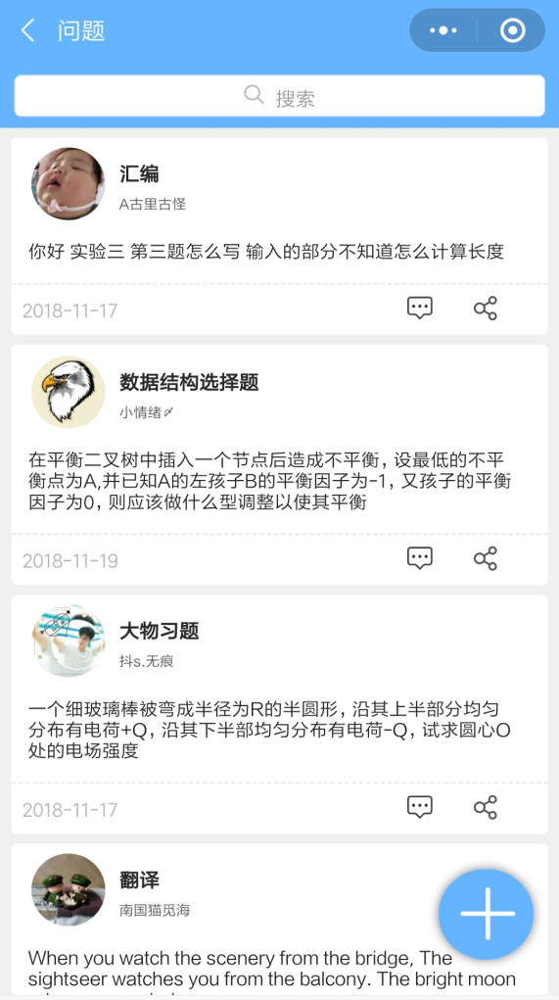 问题
搜索
汇编
A古里古怪
你好 实验三 第三题怎么写 输入的部分不知道怎么计算长度
2018-11-17
数据结构选择题
小情绪〆
在平衡二叉树中插入一个节点后造成不平衡，设最低的不平
衡点为A,并已知A的左孩子B的平衡因子为-1，又孩子的平衡
因子为0，则应该做什么型调整以使其平衡
2018-11-19
大物习题
抖s.无痕
一个细玻璃棒被弯成半径为R的半圆形，沿其上半部分均匀
分布有电荷+Q，沿其下半部均匀分布有电荷-Q，试求圆心O
处的电场强度
2018-11-17
翻译
南国猫觅海
When you watch the scenery from the bridge, The
sightseer watches you from the balcony. The bright moon